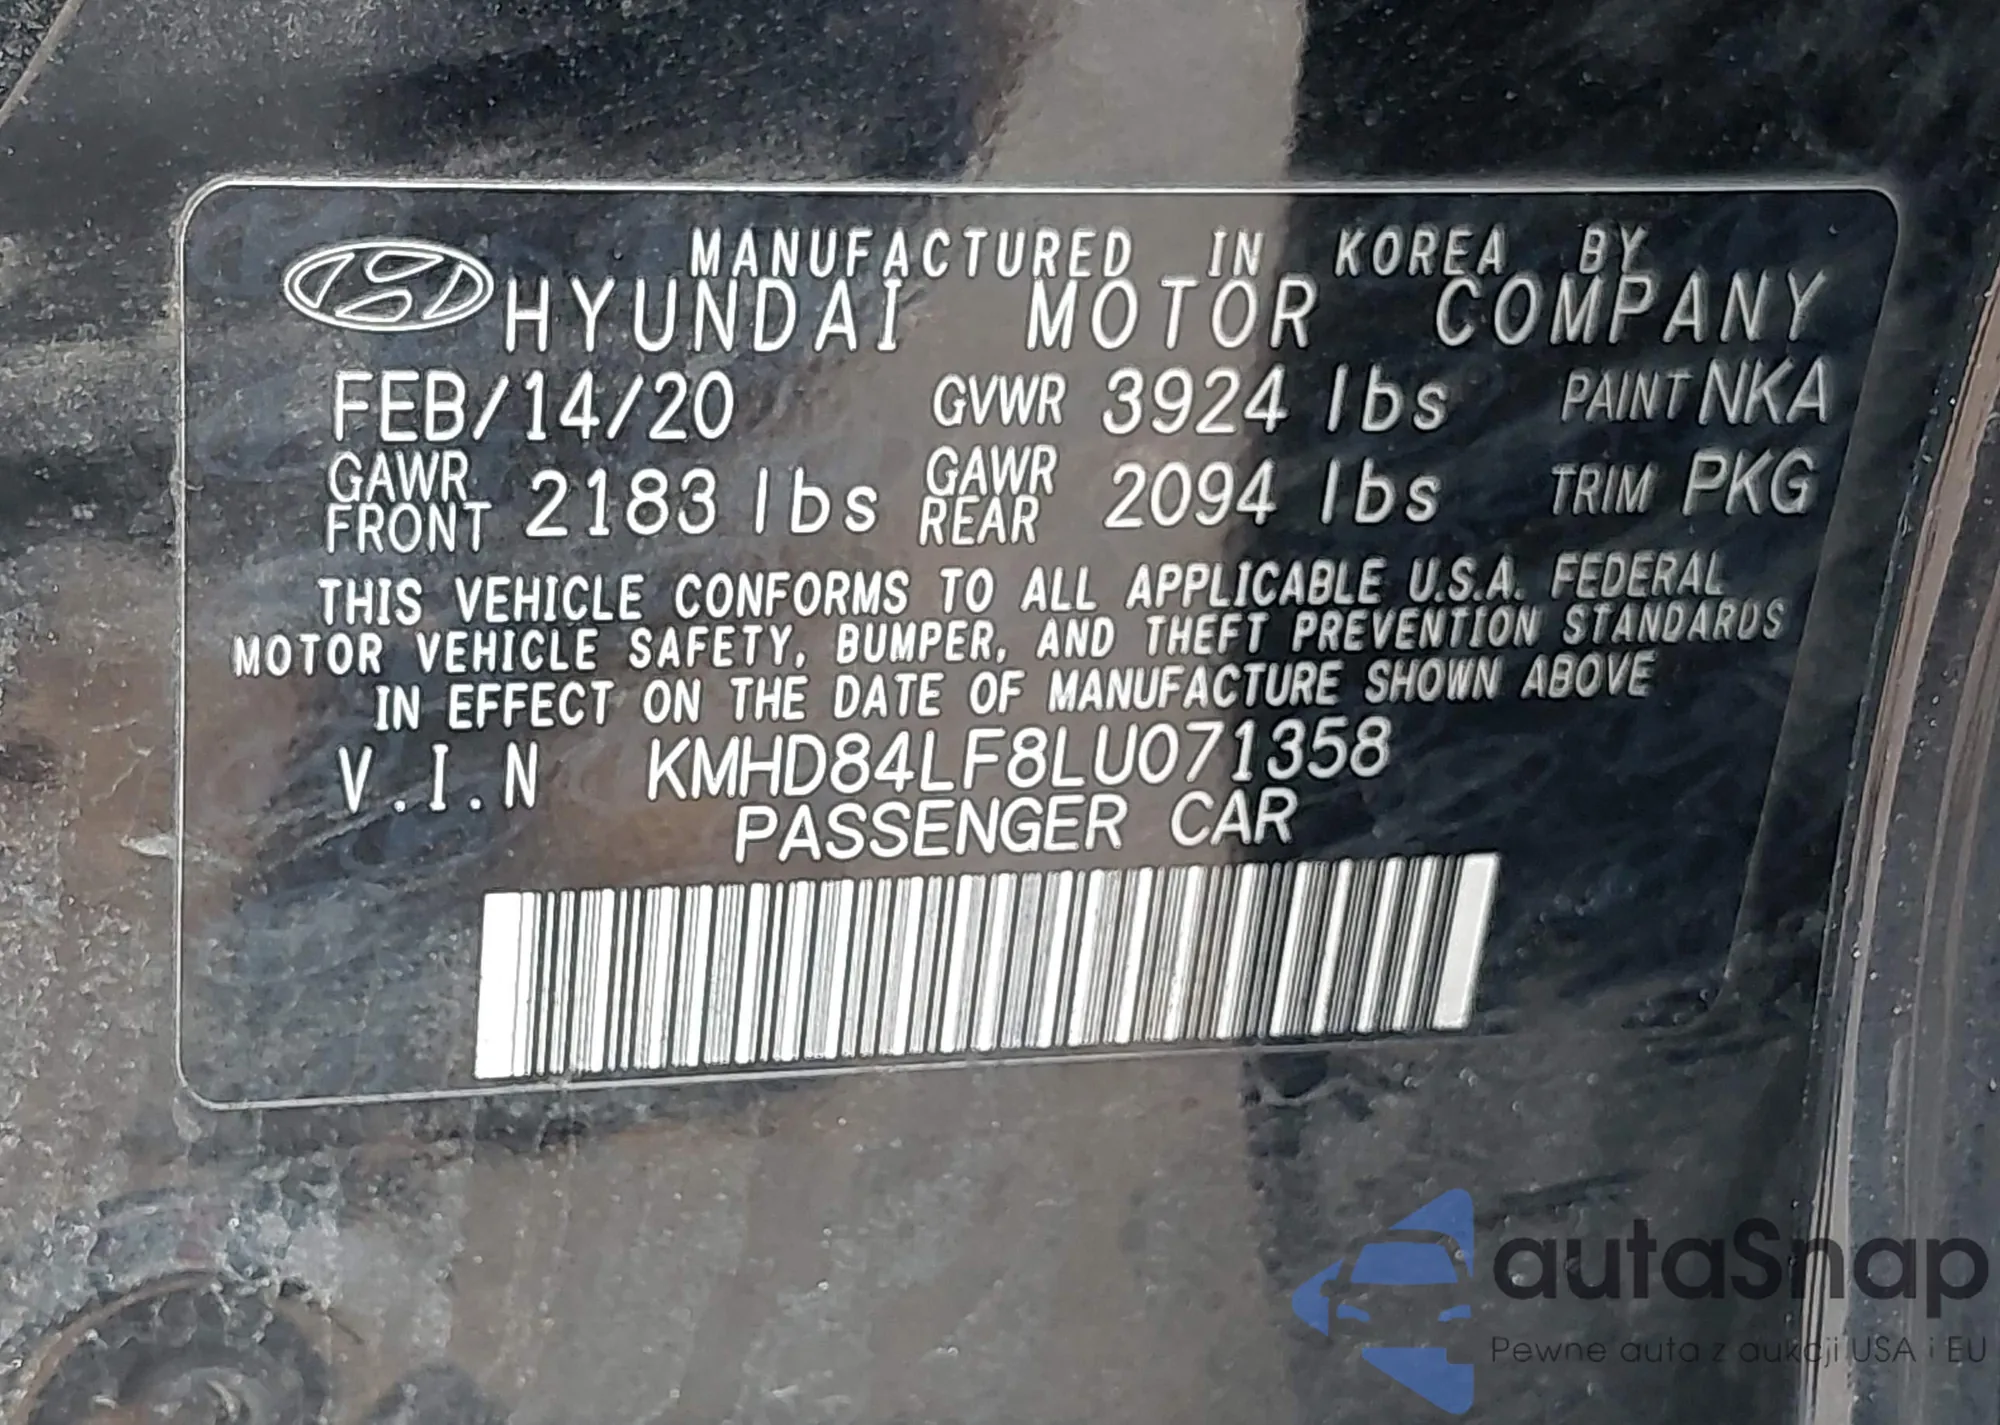 MANUFACTURED IN KOREA BY
HYUNDAI MOTOR COMPANY
FEB/14/20 GVWR 3924 lbs PAINT NKA
GAWR FRONT 2183 lbs GAWR REAR 2094 lbs TRIM PKG
THIS VEHICLE CONFORMS TO ALL APPLICABLE U.S.A. FEDERAL
MOTOR VEHICLE SAFETY, BUMPER, AND THEFT PREVENTION STANDARDS
IN EFFECT ON THE DATE OF MANUFACTURE SHOWN ABOVE
V.I.N KMHD84LF8LU071358
PASSENGER CAR
autaSnap
Pewne auta z aukcji USA i EU